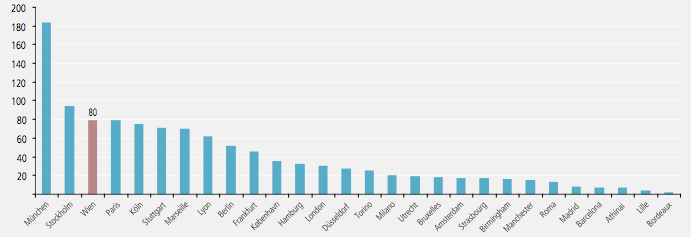 200
180
160
140
120
100
80
60
40
20
80
München
Stockholm
Wien
Paris
Köln
Stuttgart
Marseille
Lyon
Berlin
Frankfurt
København
Hamburg
London
Düsseldorf
Torino
Milano
Utrecht
Bruxelles
Amsterdam
Strasbourg
Birmingham
Manchester
Roma
Madrid
Barcelona
Athinai
Lille
Bordeaux